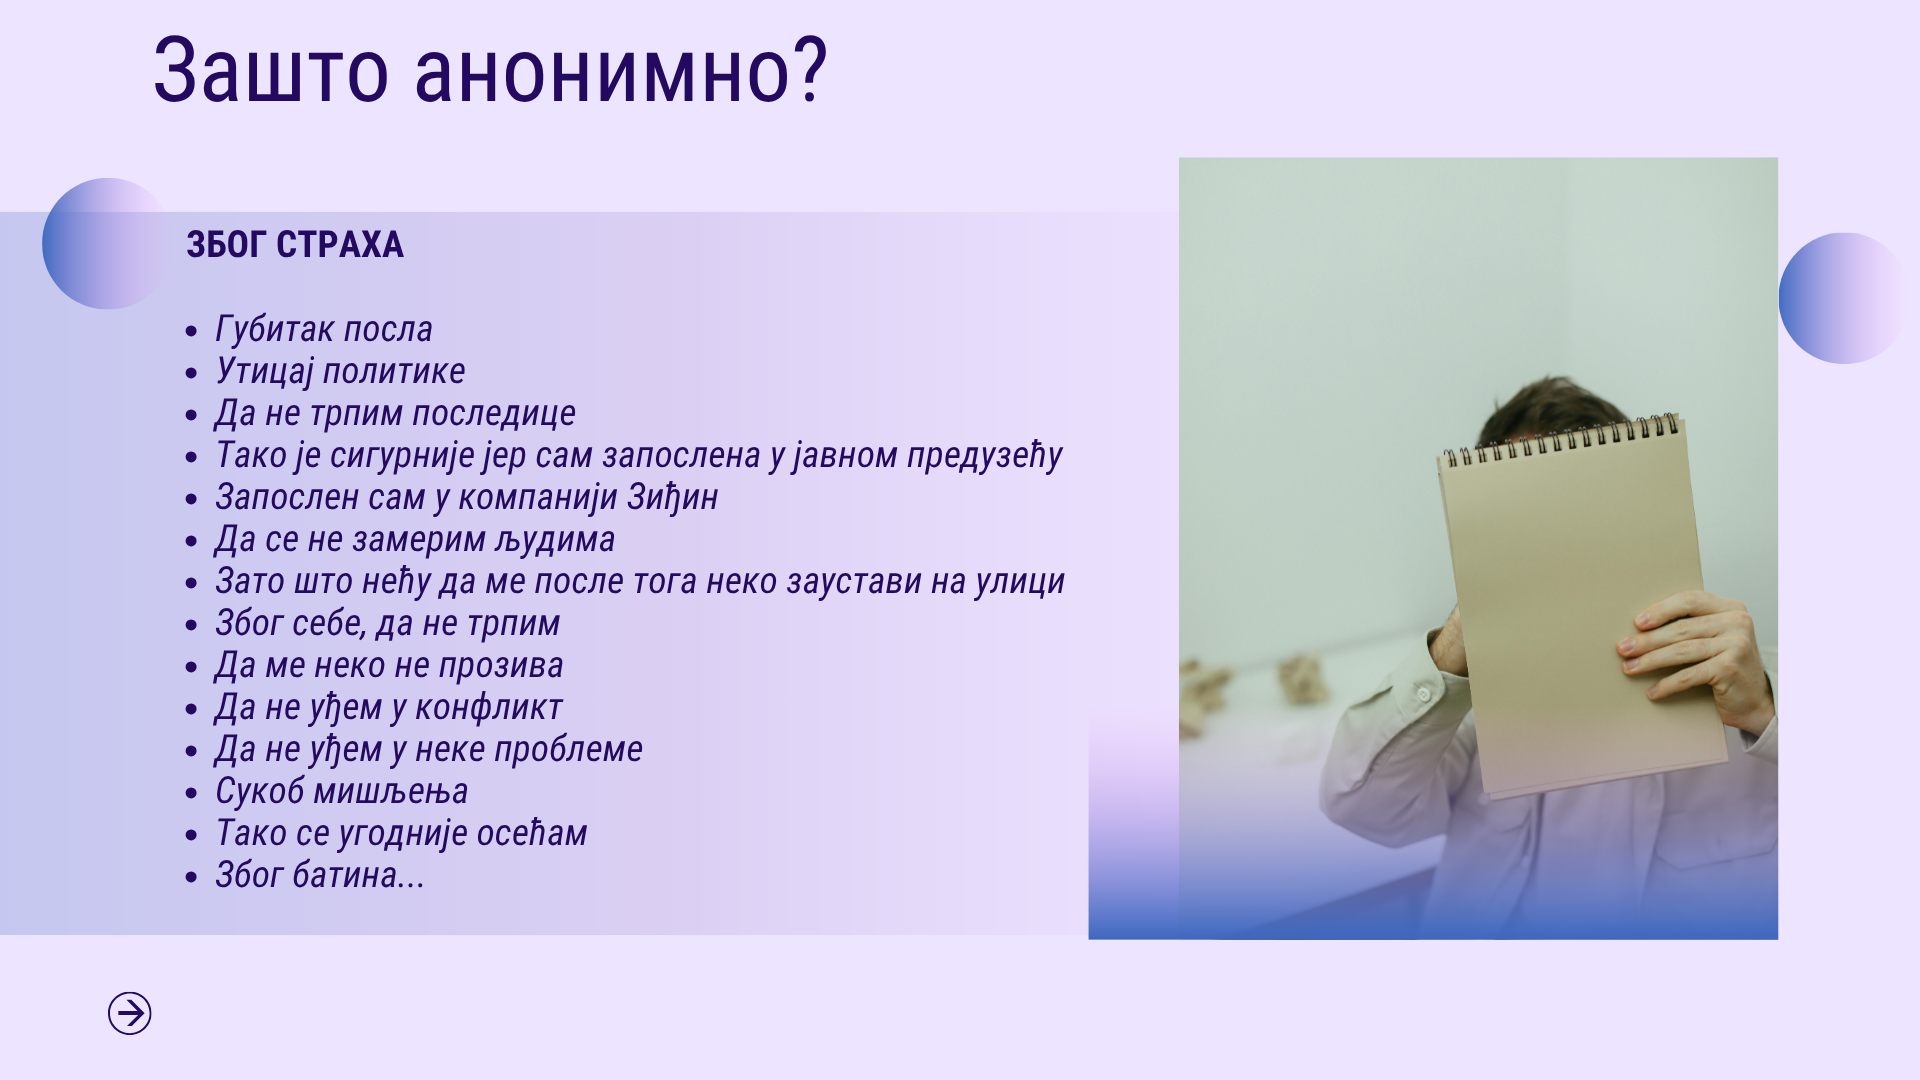 Зашто анонимно?
ЗБОГ СТРАХА
• Губитак посла
• Утицај политике
• Да не трпим последице
• Тако је сигурније јер сам запослена у јавном предузећу
• Запослен сам у компанији Зиђин
• Да се не замерим људима
• Зато што нећу да ме после тога неко заустави на улици
• Због себе, да не трпим
• Да ме неко не прозива
• Да не уђем у конфликт
• Да не уђем у неке проблеме
• Сукоб мишљења
• Тако се угодније осећам
• Због батина...